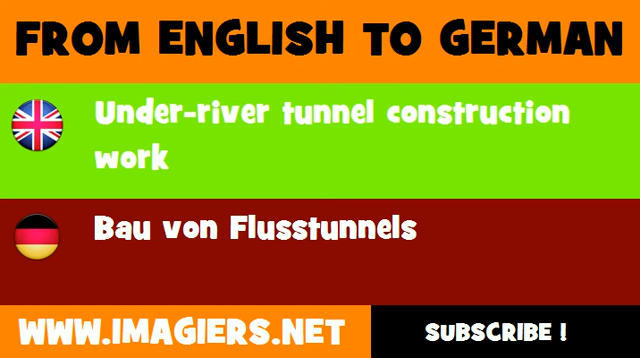 FROM ENGLISH TO GERMAN
Under-river tunnel construction
work
Bau von Flusstunnels
WWW.IMAGIERS.NET
SUBSCRIBE !